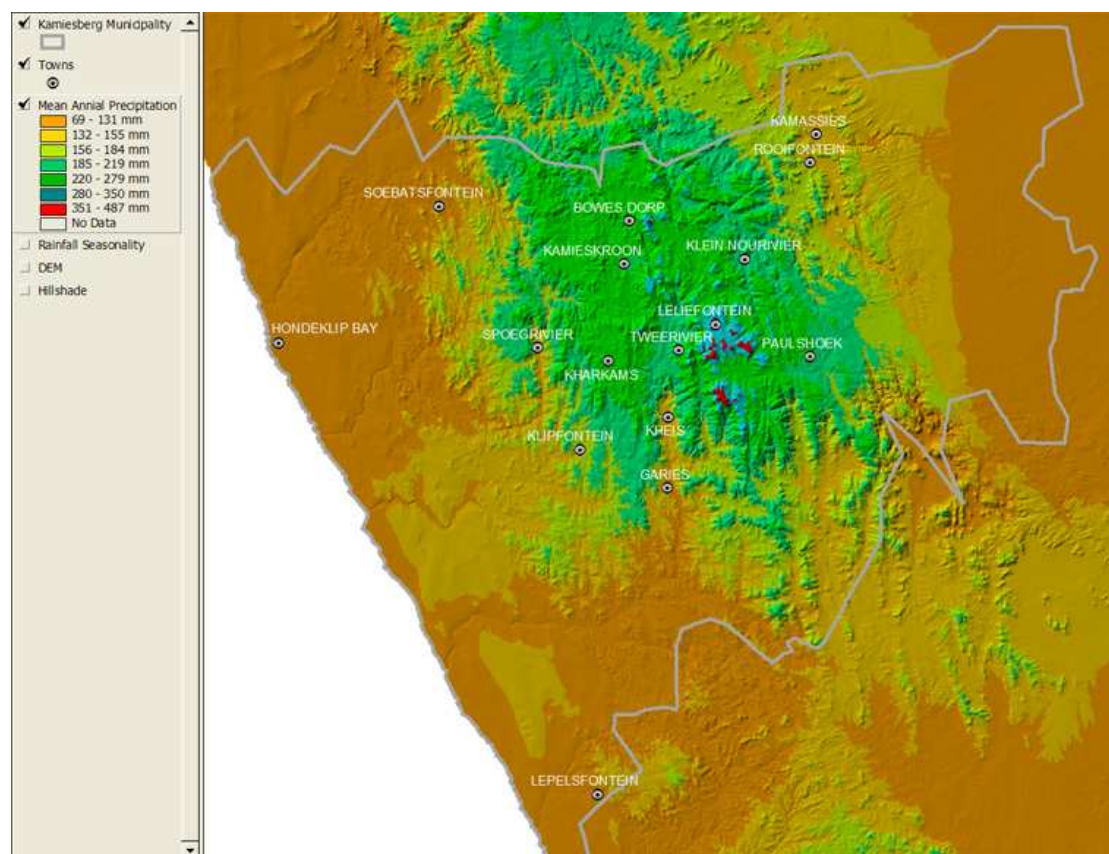 Kamiesberg Municipality
Towns
Mean Annial Precipitation
69 - 131 mm
132 - 155 mm
156 - 184 mm
185 - 219 mm
220 - 279 mm
280 - 350 mm
351 - 487 mm
No Data
Rainfall Seasonality
DEM
Hillshade
KAMASSIES
ROOIFONTEIN
SOEBATSFONTEIN
BOWES DORP
KAMIESKROON
KLEIN NOURIVIER
LELIEFONTEIN
HONDEKLIP BAY
SPOEGRIVIER
TWEERIVIER
PAULSHOEK
KHARKAMS
KHEIS
KLIPFONTEIN
GARIES
LEPELSFONTEIN